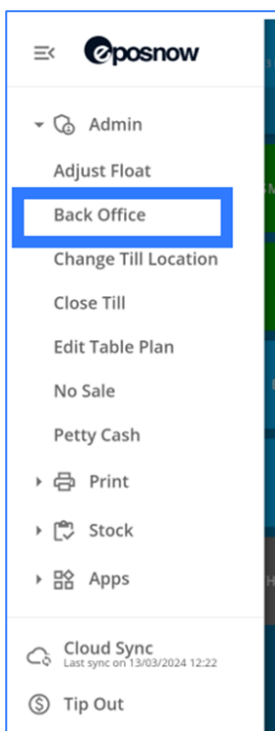 eposnow
Admin
Adjust Float
Back Office
Change Till Location
Close Till
Edit Table Plan
No Sale
Petty Cash
Print
Stock
Apps
Cloud Sync
Last sync on 13/03/2024 12:22
Tip Out